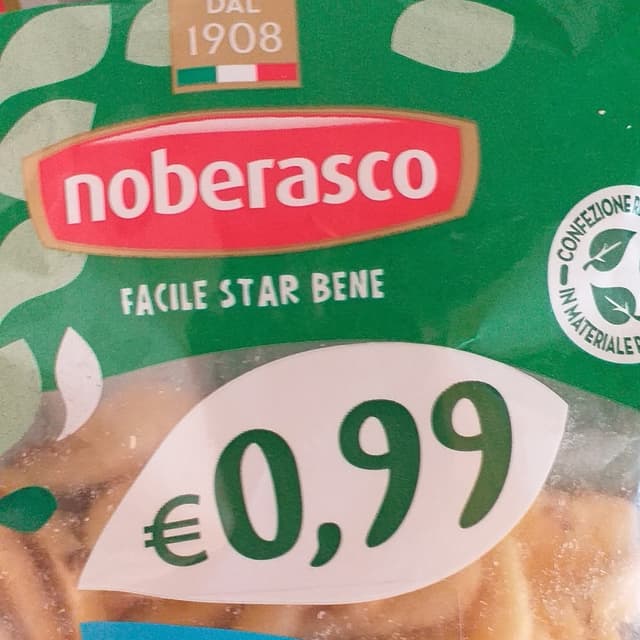 DAL
1908
noberasco
FACILE STAR BENE
CONFEZIONE
IN MATERIALE
€0,99